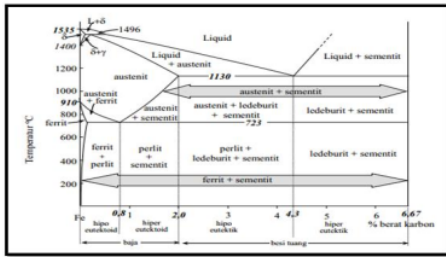 1535
L+δ
1496
δ
1400
δ+γ
Liquid
Liquid
+ austenit
Liquid + sementit
1200
1130
austenit
1000
austenit + sementit
910
austenit
+ ferrit
austenit
+ sementit
austenit + ledeburit
+ sementit
ledeburit + sementit
800
723
ferrit
600
ferrit
+
perlit
perlit
+
sementit
perlit +
ledeburit + sementit
ledeburit + sementit
400
200
ferrit + sementit
Temperatur °C
Fe
0,8
1
2,0
3
4,3
5
6
6.67
% berat karbon
hipo
eutektoid
hiper
eutektoid
hipo
eutektik
hiper
eutektik
baja
besi tuang